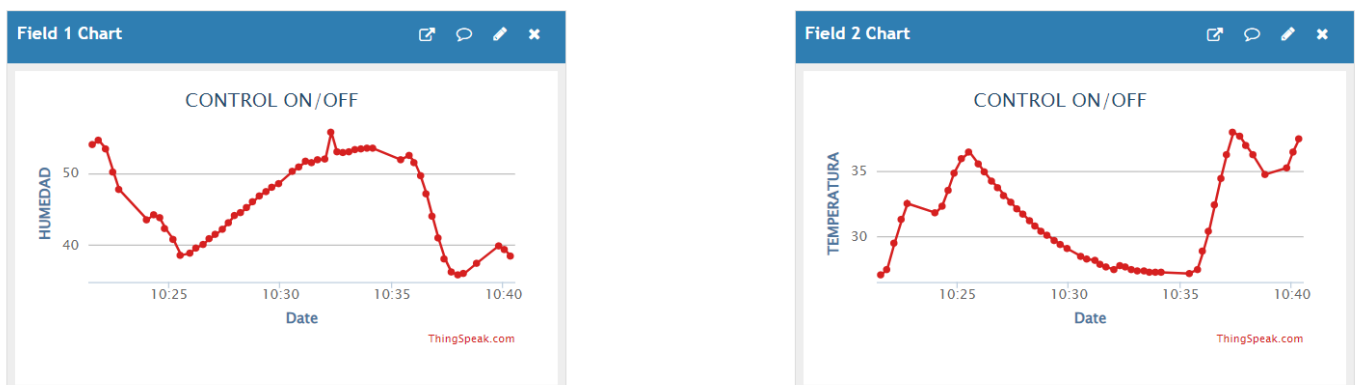 Field 1 Chart
CONTROL ON/OFF
HUMEDAD
50
40
10:25 10:30 10:35 10:40
Date
ThingSpeak.com
Field 2 Chart
CONTROL ON/OFF
TEMPERATURA
35
30
10:25 10:30 10:35 10:40
Date
ThingSpeak.com